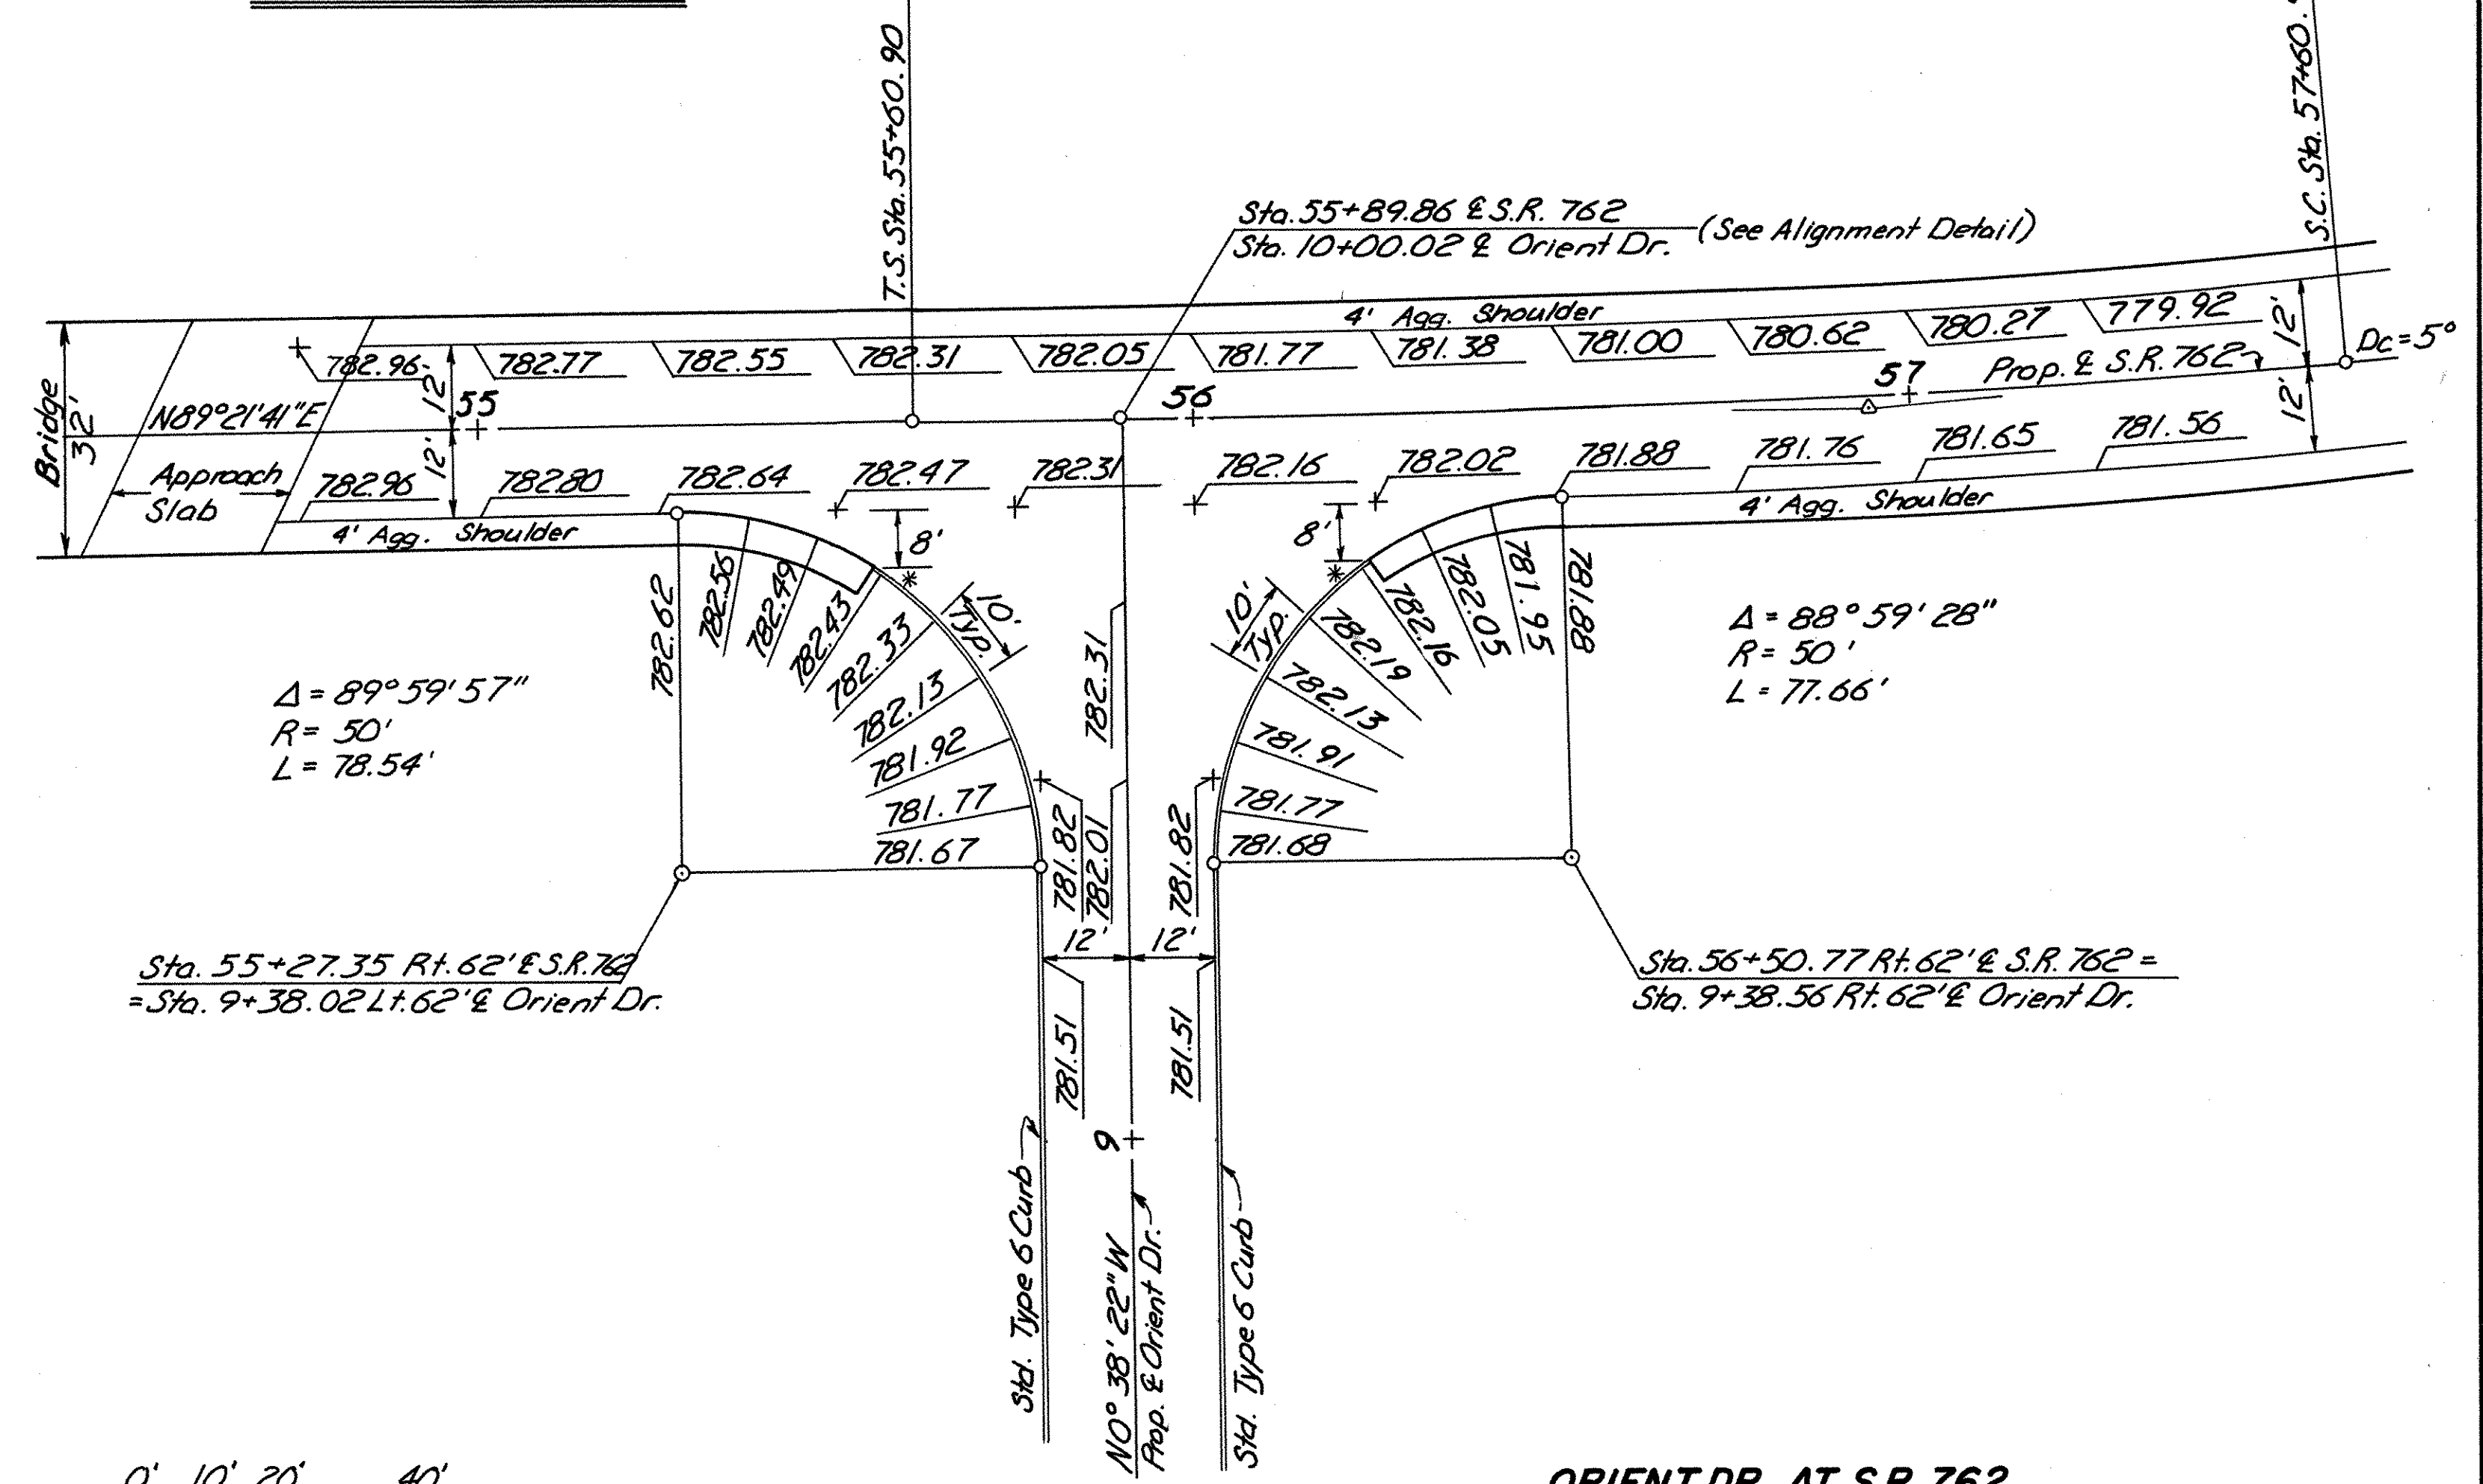 T.S. Sta. 55+60.90
S.C. Sta. 57+60.
Sta. 55+89.86 ℄ S.R. 762
Sta. 10+00.02 ℄ Orient Dr.
(See Alignment Detail)
4' Agg. Shoulder
782.96
782.77
782.55
782.31
782.05
781.77
781.38
781.00
780.62
780.27
779.92
12'
Dc = 5°
Bridge
32'
N89°21'41"E
12'
55
56
57
Prop. ℄ S.R. 762
12'
12'
Approach
Slab
782.96
782.80
782.64
782.47
782.31
782.16
782.02
781.88
781.76
781.65
781.56
4' Agg. Shoulder
4' Agg. Shoulder
8'
8'
*
*
782.62
782.56
782.49
782.43
782.33
782.13
781.92
781.77
781.67
10'
Typ.
782.31
10'
Typ.
781.88
781.95
782.05
782.16
782.19
782.13
781.91
781.77
781.68
Δ = 89°59'57"
R = 50'
L = 78.54'
Δ = 88°59'28"
R = 50'
L = 77.66'
781.82
782.01
781.82
12'
12'
Sta. 55+27.35 Rt. 62' ℄ S.R. 762
= Sta. 9+38.02 Lt. 62' ℄ Orient Dr.
Sta. 56+50.77 Rt. 62' ℄ S.R. 762 =
Sta. 9+38.56 Rt. 62' ℄ Orient Dr.
781.51
781.51
9
Std. Type 6 Curb
N0°38'22"W
Prop. ℄ Orient Dr.
Std. Type 6 Curb
0' 10' 20' 40'
ORIENT DR. AT S.R. 762